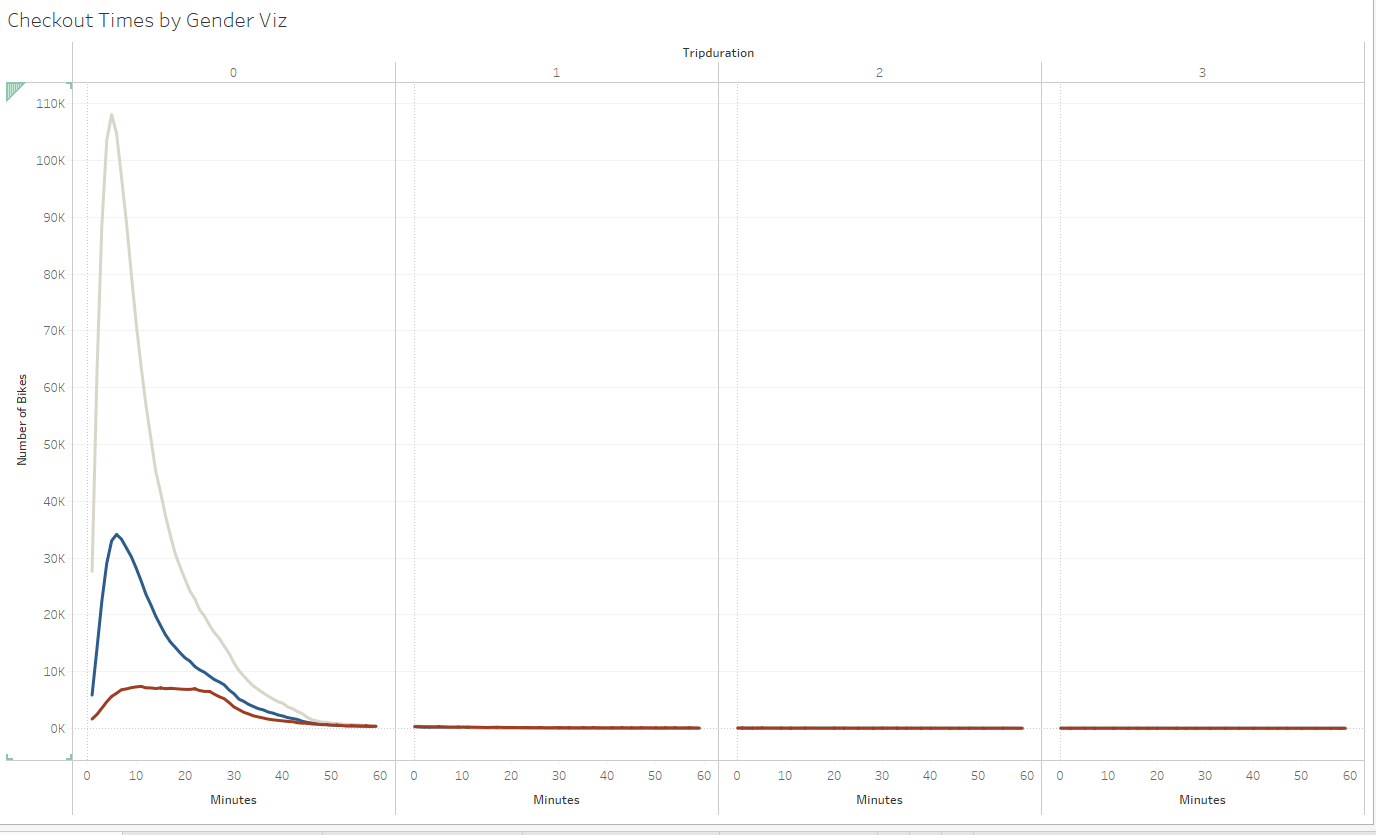 Checkout Times by Gender Viz
Tripduration
0 1 2 3
110K
100K
90K
80K
70K
60K
50K
40K
30K
20K
10K
0K
Number of Bikes
0 10 20 30 40 50 60 0 10 20 30 40 50 60 0 10 20 30 40 50 60 0 10 20 30 40 50 60
Minutes Minutes Minutes Minutes